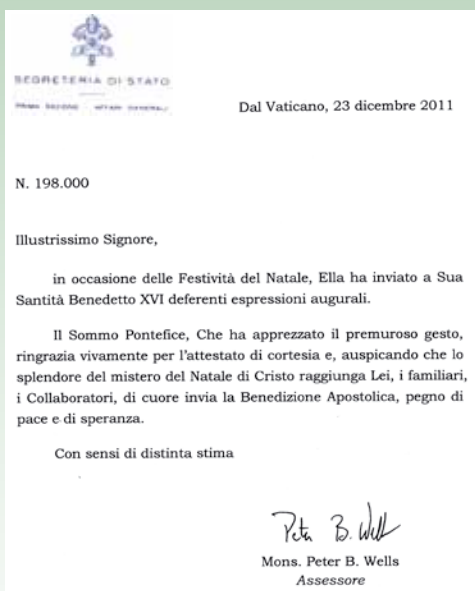 SEGRETERIA DI STATO
PRIMA SEZIONE - AFFARI GENERALI
Dal Vaticano, 23 dicembre 2011
N. 198.000
Illustrissimo Signore,
in occasione delle Festività del Natale, Ella ha inviato a Sua
Santità Benedetto XVI deferenti espressioni augurali.
Il Sommo Pontefice, Che ha apprezzato il premuroso gesto,
ringrazia vivamente per l'attestato di cortesia e, auspicando che lo
splendore del mistero del Natale di Cristo raggiunga Lei, i familiari,
i Collaboratori, di cuore invia la Benedizione Apostolica, pegno di
pace e di speranza.
Con sensi di distinta stima
Peter B. Wells
Mons. Peter B. Wells
Assessore